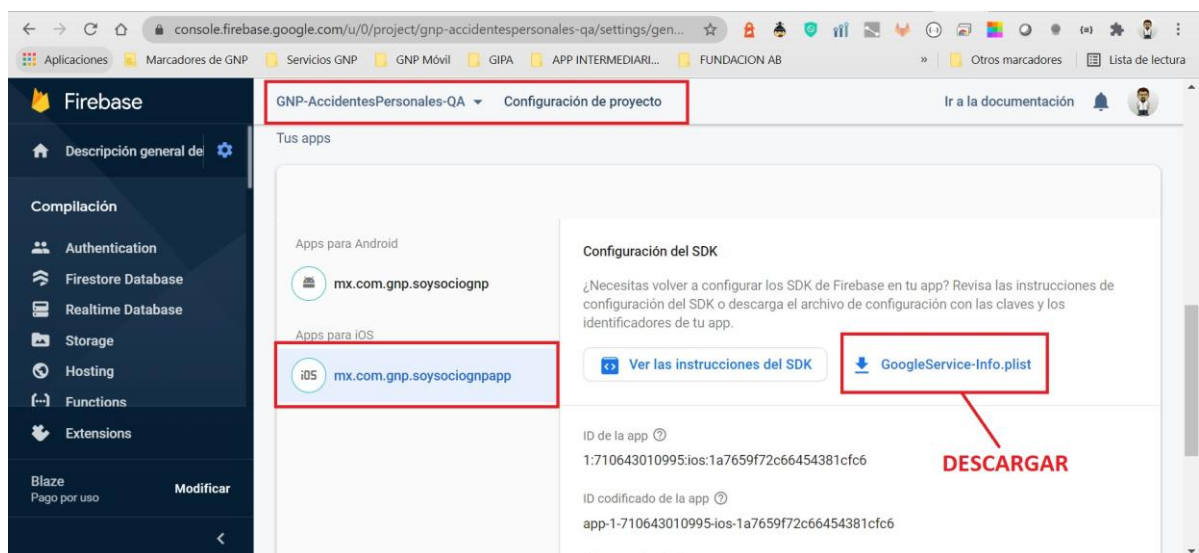 console.firebase.google.com/u/0/project/gnp-accidentespersonales-qa/settings/gen...
Aplicaciones Marcadores de GNP Servicios GNP GNP Móvil GIPA APP INTERMEDIARI... FUNDACION AB » Otros marcadores Lista de lectura
Firebase
GNP-AccidentesPersonales-QA Configuración de proyecto Ir a la documentación
Descripción general de
Compilación
Authentication
Firestore Database
Realtime Database
Storage
Hosting
Functions
Extensions
Blaze
Pago por uso
Modificar
Tus apps
Apps para Android
mx.com.gnp.soysociognp
Apps para iOS
iOS mx.com.gnp.soysociognpapp
Configuración del SDK
¿Necesitas volver a configurar los SDK de Firebase en tu app? Revisa las instrucciones de
configuración del SDK o descarga el archivo de configuración con las claves y los
identificadores de tu app.
Ver las instrucciones del SDK GoogleService-Info.plist
DESCARGAR
ID de la app
1:710643010995:ios:1a7659f72c66454381cfc6
ID codificado de la app
app-1-710643010995-ios-1a7659f72c66454381cfc6